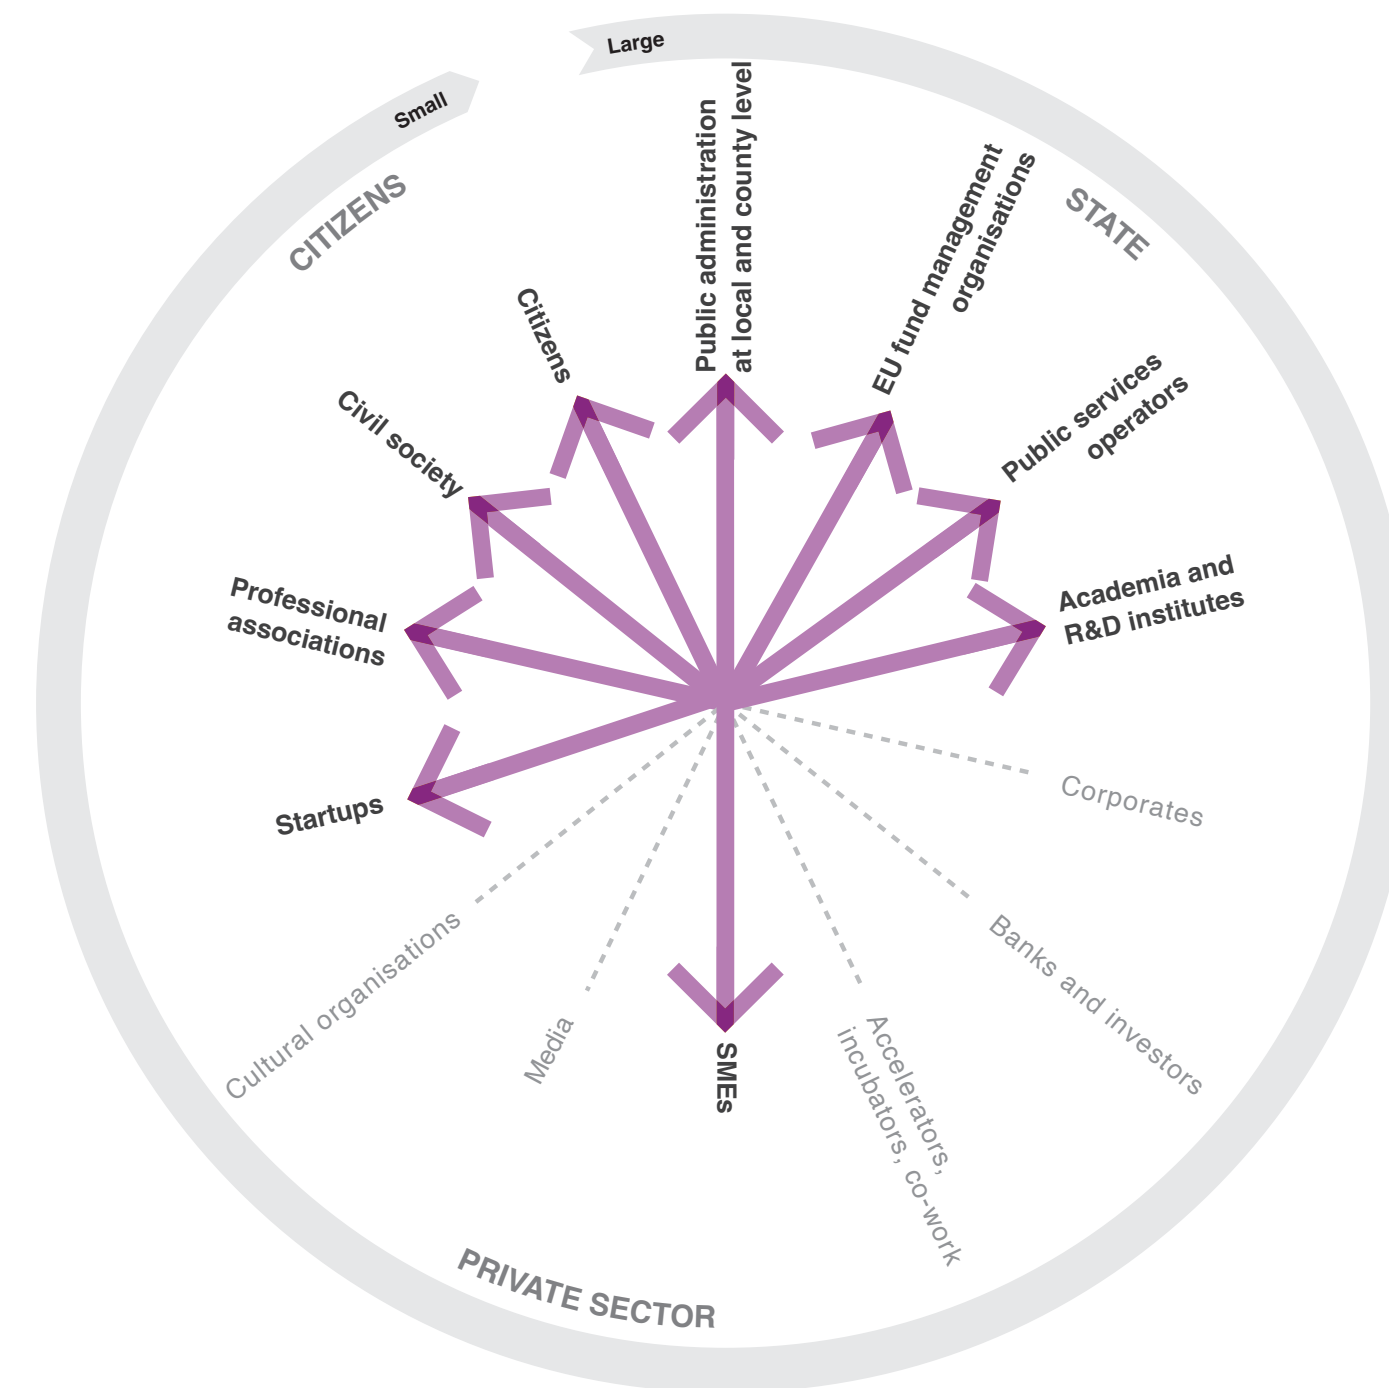 Large
Small
CITIZENS
STATE
Public administration
at local and county level
EU fund management
organisations
Public services
operators
Academia and
R&D institutes
Corporates
Banks and investors
Accelerators,
incubators, co-work
SMEs
Media
Cultural organisations
Startups
Professional
associations
Civil society
Citizens
PRIVATE SECTOR